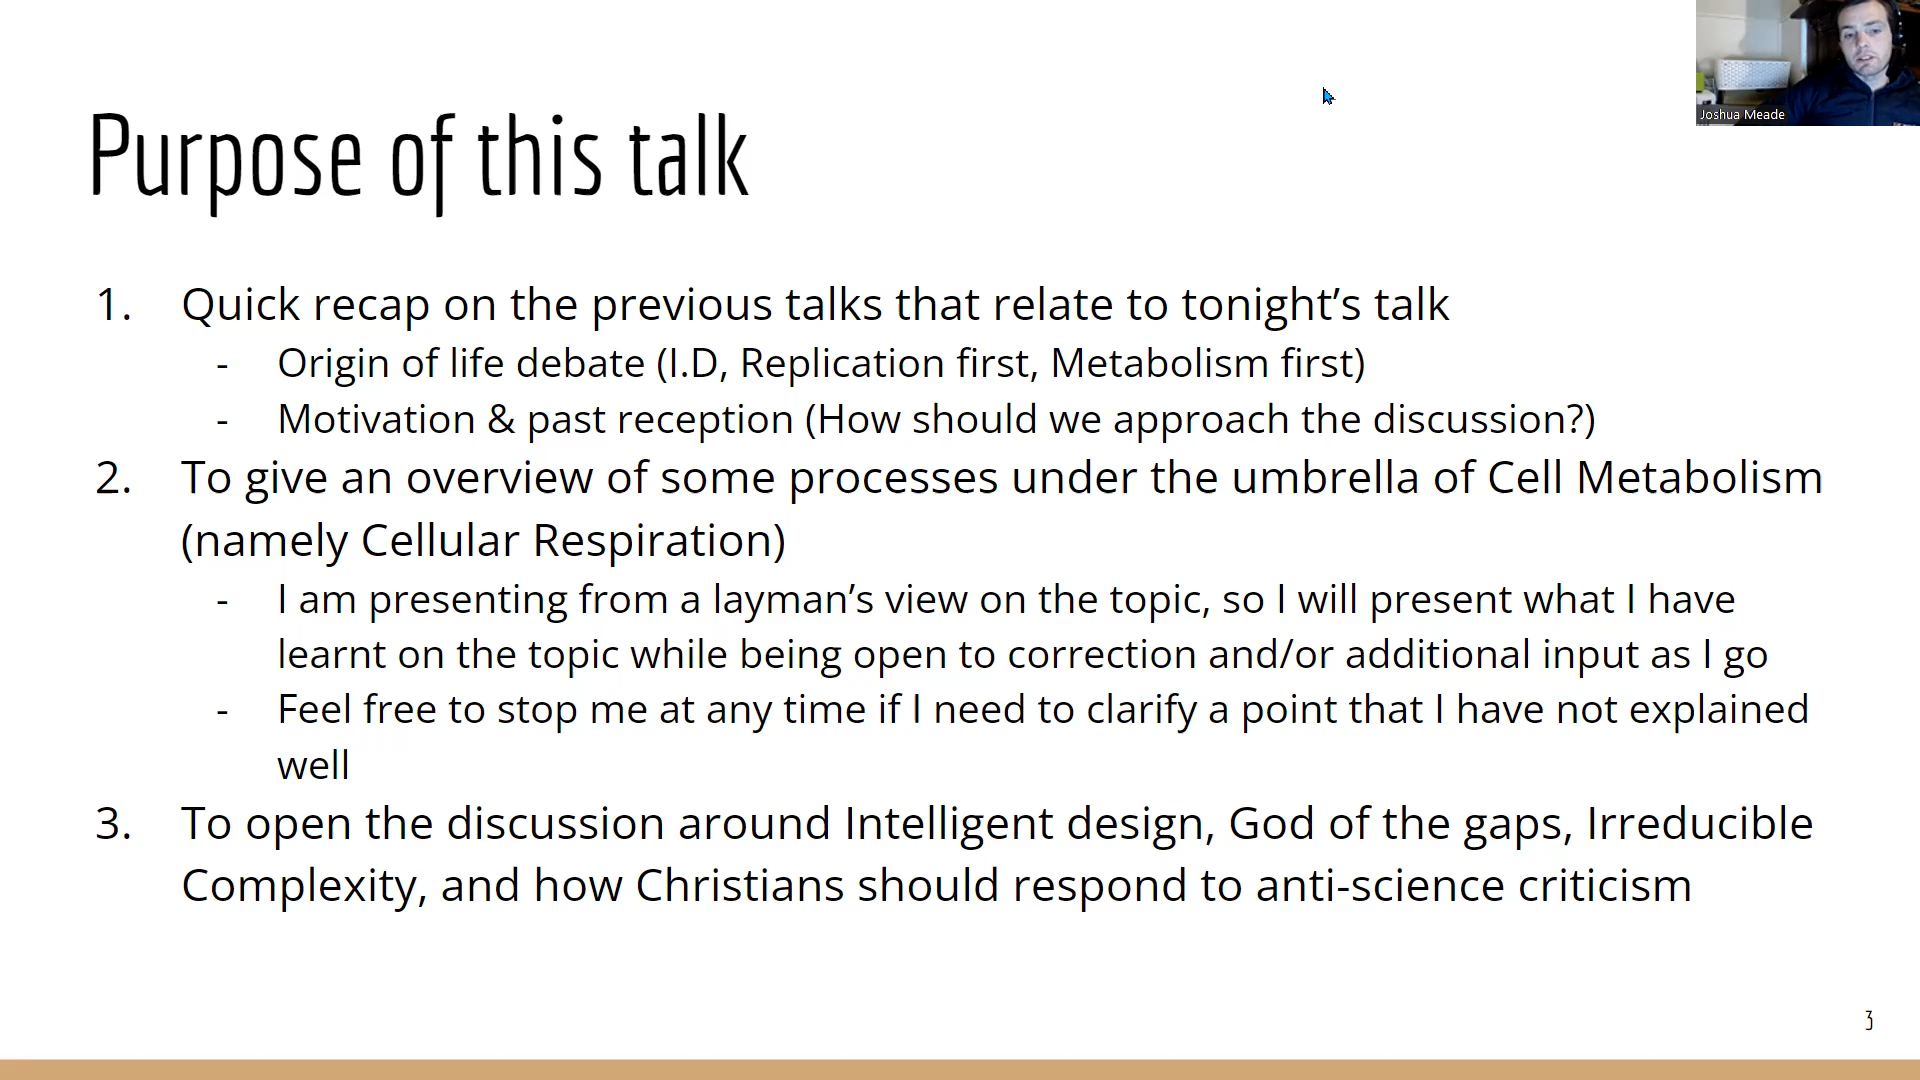 Joshua Meade
Purpose of this talk
1. Quick recap on the previous talks that relate to tonight’s talk
- Origin of life debate (I.D, Replication first, Metabolism first)
- Motivation & past reception (How should we approach the discussion?)
2. To give an overview of some processes under the umbrella of Cell Metabolism
(namely Cellular Respiration)
- I am presenting from a layman’s view on the topic, so I will present what I have
learnt on the topic while being open to correction and/or additional input as I go
- Feel free to stop me at any time if I need to clarify a point that I have not explained
well
3. To open the discussion around Intelligent design, God of the gaps, Irreducible
Complexity, and how Christians should respond to anti-science criticism
3